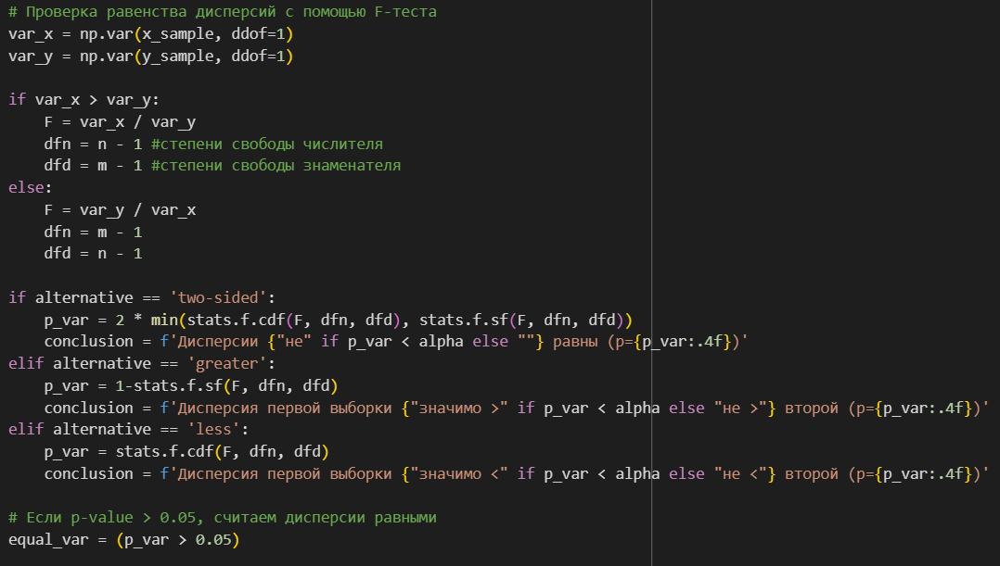 # Проверка равенства дисперсий с помощью F-теста
var_x = np.var(x_sample, ddof=1)
var_y = np.var(y_sample, ddof=1)
if var_x > var_y:
    F = var_x / var_y
    dfn = n - 1 #степени свободы числителя
    dfd = m - 1 #степени свободы знаменателя
else:
    F = var_y / var_x
    dfn = m - 1
    dfd = n - 1
if alternative == 'two-sided':
    p_var = 2 * min(stats.f.cdf(F, dfn, dfd), stats.f.sf(F, dfn, dfd))
    conclusion = f'Дисперсии {"не" if p_var < alpha else ""} равны (p={p_var:.4f})'
elif alternative == 'greater':
    p_var = 1-stats.f.sf(F, dfn, dfd)
    conclusion = f'Дисперсия первой выборки {"значимо >" if p_var < alpha else "не >"} второй (p={p_var:.4f})'
elif alternative == 'less':
    p_var = stats.f.cdf(F, dfn, dfd)
    conclusion = f'Дисперсия первой выборки {"значимо <" if p_var < alpha else "не <"} второй (p={p_var:.4f})'
# Если p-value > 0.05, считаем дисперсии равными
equal_var = (p_var > 0.05)